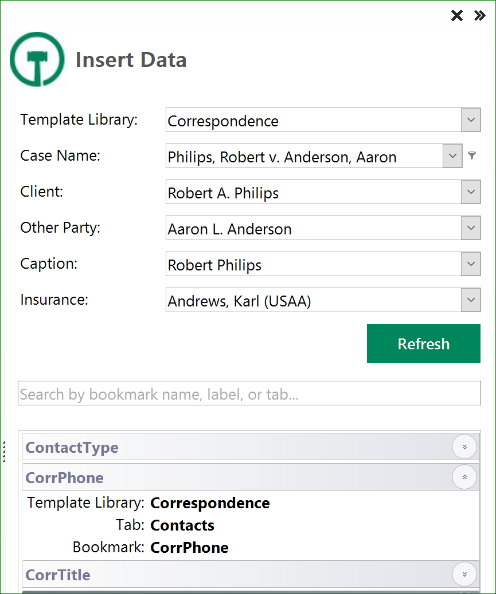 Insert Data
Template Library: Correspondence
Case Name: Philips, Robert v. Anderson, Aaron
Client: Robert A. Philips
Other Party: Aaron L. Anderson
Caption: Robert Philips
Insurance: Andrews, Karl (USAA)
Refresh
Search by bookmark name, label, or tab...
ContactType
CorrPhone
Template Library: Correspondence
Tab: Contacts
Bookmark: CorrPhone
CorrTitle